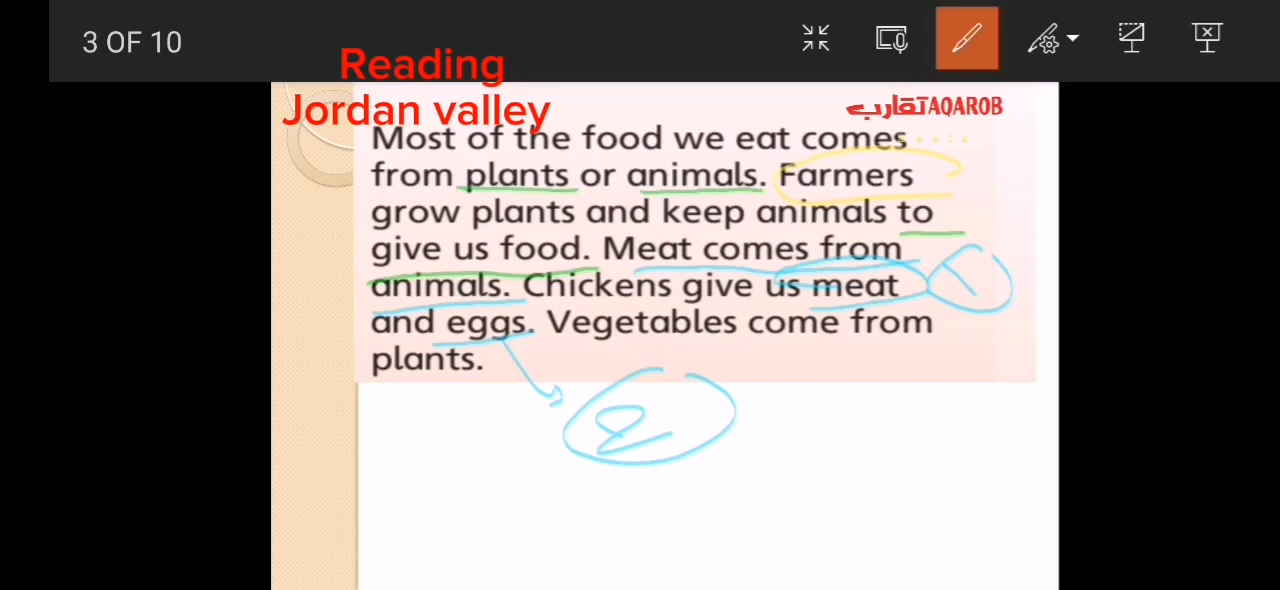 3 OF 10
Reading
Jordan valley
تقارب TAQAROB
Most of the food we eat comes
from plants or animals. Farmers
grow plants and keep animals to
give us food. Meat comes from
animals. Chickens give us meat
and eggs. Vegetables come from
plants.
1
2